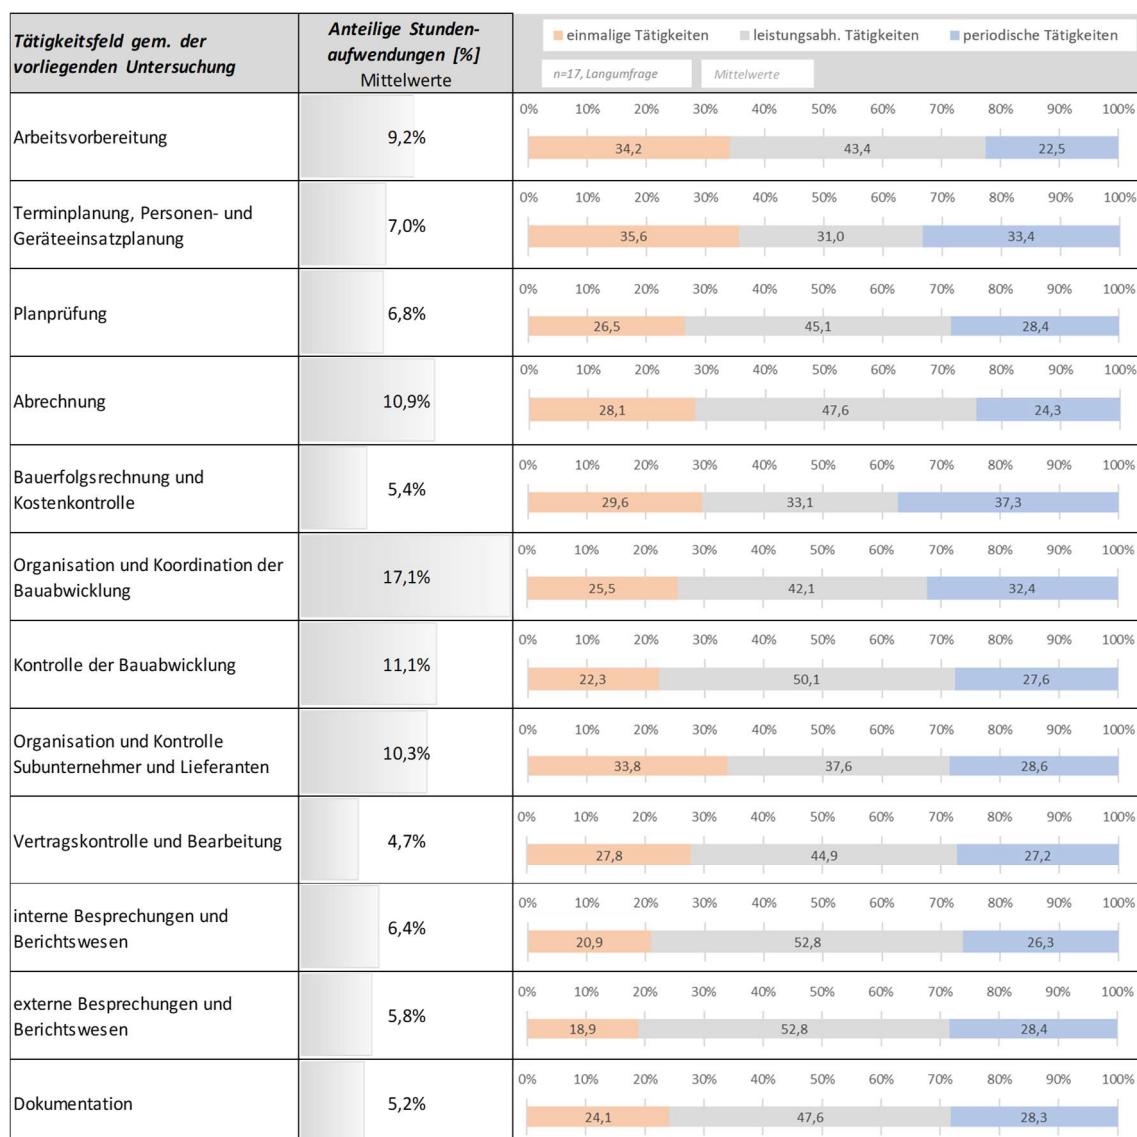 Tätigkeitsfeld gem. der
vorliegenden Untersuchung
Anteilige Stunden-
aufwendungen [%]
Mittelwerte
einmalige Tätigkeiten leistungsabh. Tätigkeiten periodische Tätigkeiten
n=17, Langumfrage Mittelwerte
Arbeitsvorbereitung
9,2%
0% 10% 20% 30% 40% 50% 60% 70% 80% 90% 100%
34,2 43,4 22,5
Terminplanung, Personen- und
Geräteeinsatzplanung
7,0%
0% 10% 20% 30% 40% 50% 60% 70% 80% 90% 100%
35,6 31,0 33,4
Planprüfung
6,8%
0% 10% 20% 30% 40% 50% 60% 70% 80% 90% 100%
26,5 45,1 28,4
Abrechnung
10,9%
0% 10% 20% 30% 40% 50% 60% 70% 80% 90% 100%
28,1 47,6 24,3
Bauerfolgsrechnung und
Kostenkontrolle
5,4%
0% 10% 20% 30% 40% 50% 60% 70% 80% 90% 100%
29,6 33,1 37,3
Organisation und Koordination der
Bauabwicklung
17,1%
0% 10% 20% 30% 40% 50% 60% 70% 80% 90% 100%
25,5 42,1 32,4
Kontrolle der Bauabwicklung
11,1%
0% 10% 20% 30% 40% 50% 60% 70% 80% 90% 100%
22,3 50,1 27,6
Organisation und Kontrolle
Subunternehmer und Lieferanten
10,3%
0% 10% 20% 30% 40% 50% 60% 70% 80% 90% 100%
33,8 37,6 28,6
Vertragskontrolle und Bearbeitung
4,7%
0% 10% 20% 30% 40% 50% 60% 70% 80% 90% 100%
27,8 44,9 27,2
interne Besprechungen und
Berichtswesen
6,4%
0% 10% 20% 30% 40% 50% 60% 70% 80% 90% 100%
20,9 52,8 26,3
externe Besprechungen und
Berichtswesen
5,8%
0% 10% 20% 30% 40% 50% 60% 70% 80% 90% 100%
18,9 52,8 28,4
Dokumentation
5,2%
0% 10% 20% 30% 40% 50% 60% 70% 80% 90% 100%
24,1 47,6 28,3